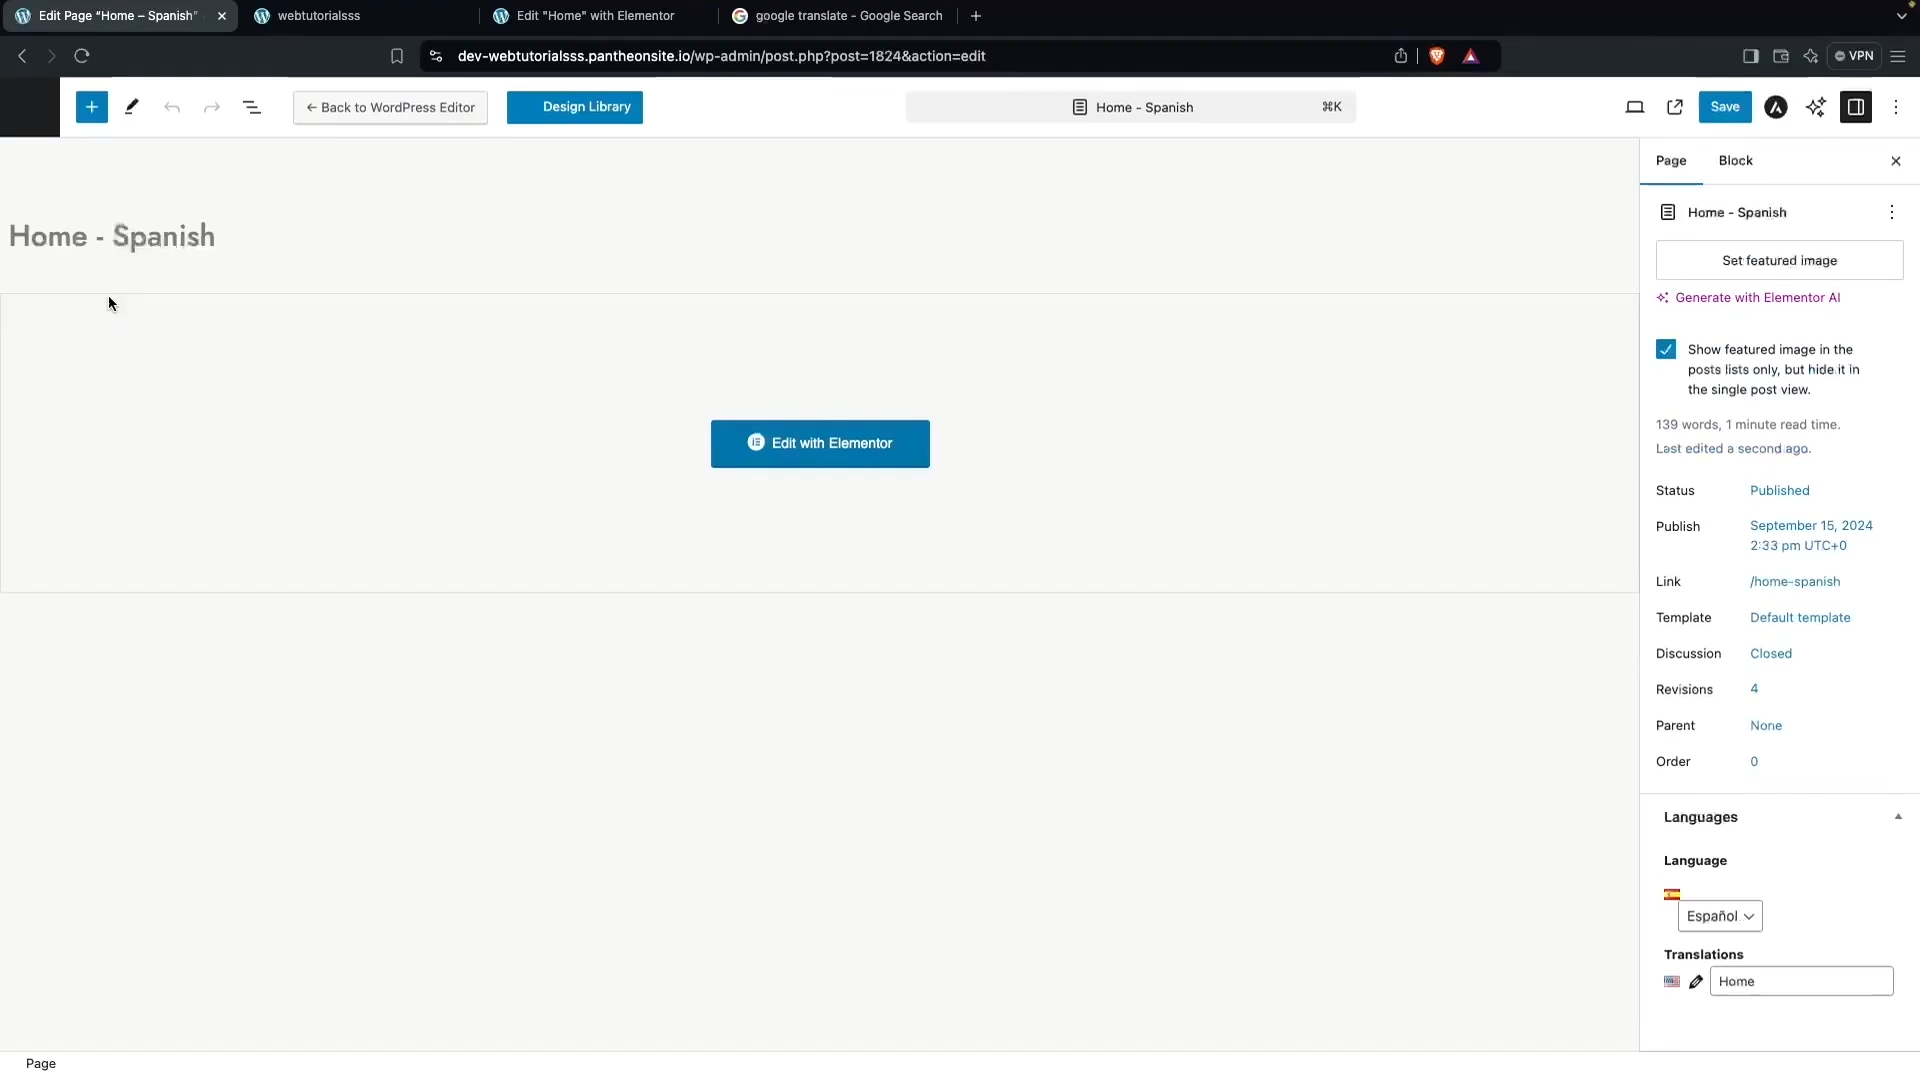 Edit Page “Home – Spanish”
webtutorialsss
Edit "Home" with Elementor
google translate - Google Search
dev-webtutorialsss.pantheonsite.io/wp-admin/post.php?post=1824&action=edit
VPN
← Back to WordPress Editor
Design Library
Home - Spanish
⌘K
Save
Page
Block
Home - Spanish
Home - Spanish
Set featured image
Generate with Elementor AI
Show featured image in the
posts lists only, but hide it in
the single post view.
139 words, 1 minute read time.
Last edited a second ago.
Edit with Elementor
Status
Published
Publish
September 15, 2024
2:33 pm UTC+0
Link
/home-spanish
Template
Default template
Discussion
Closed
Revisions
4
Parent
None
Order
0
Languages
Language
Español
Translations
Home
Page